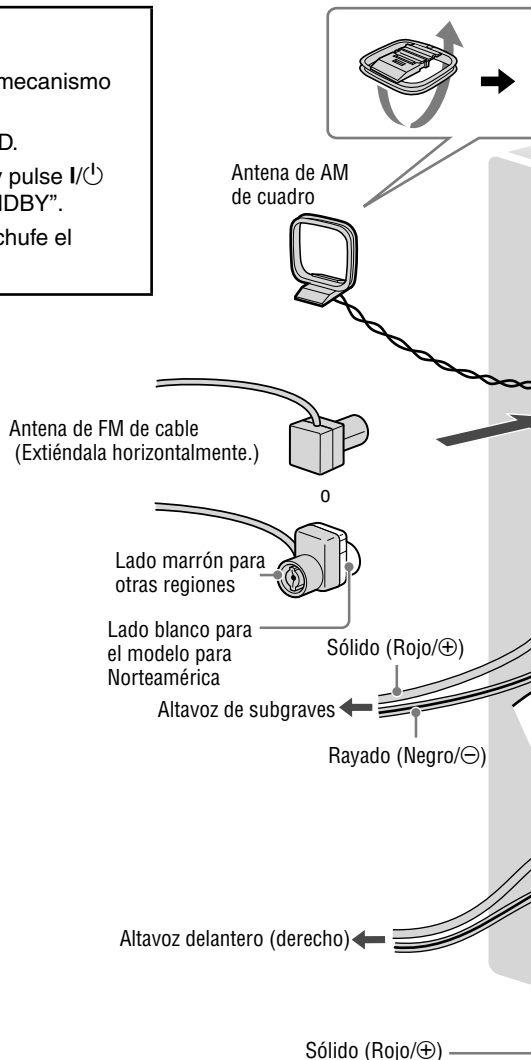 mecanismo
D.
y pulse I/⏻
NDBY”.
chufe el
Antena de AM
de cuadro
Antena de FM de cable
(Extiéndala horizontalmente.)
o
Lado marrón para
otras regiones
Lado blanco para
el modelo para
Norteamérica
Sólido (Rojo/⊕)
Altavoz de subgraves
Rayado (Negro/⊖)
Altavoz delantero (derecho)
Sólido (Rojo/⊕)